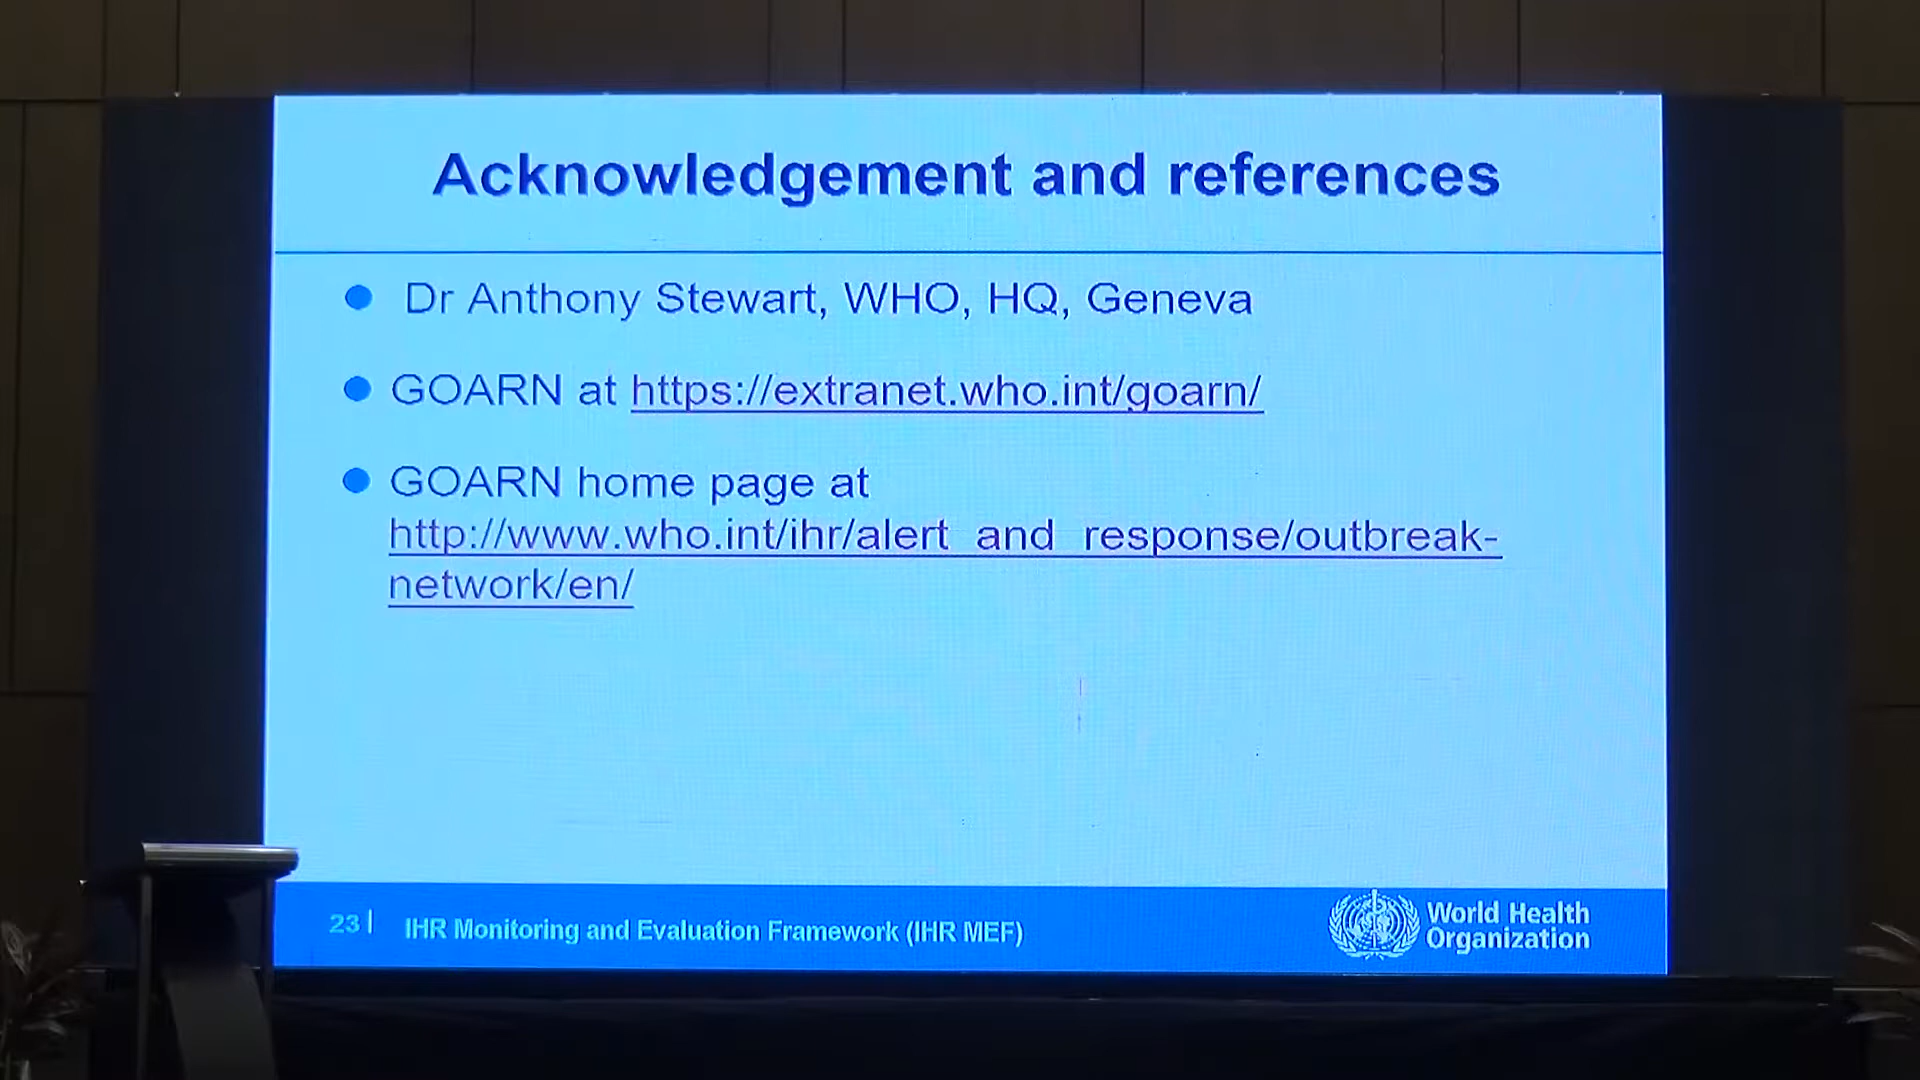 Acknowledgement and references
Dr Anthony Stewart, WHO, HQ, Geneva
GOARN at https://extranet.who.int/goarn/
GOARN home page at
http://www.who.int/ihr/alert_and_response/outbreak-
network/en/
23 | IHR Monitoring and Evaluation Framework (IHR MEF)
World Health
Organization